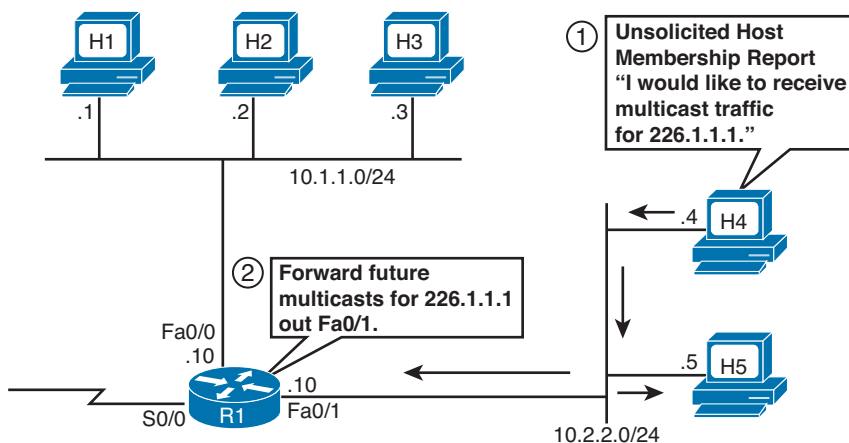 H1
H2
H3
.1
.2
.3
10.1.1.0/24
1
Unsolicited Host
Membership Report
“I would like to receive
multicast traffic
for 226.1.1.1.”
.4
H4
2
Forward future
multicasts for 226.1.1.1
out Fa0/1.
Fa0/0
.10
.5
H5
.10
S0/0
R1
Fa0/1
10.2.2.0/24